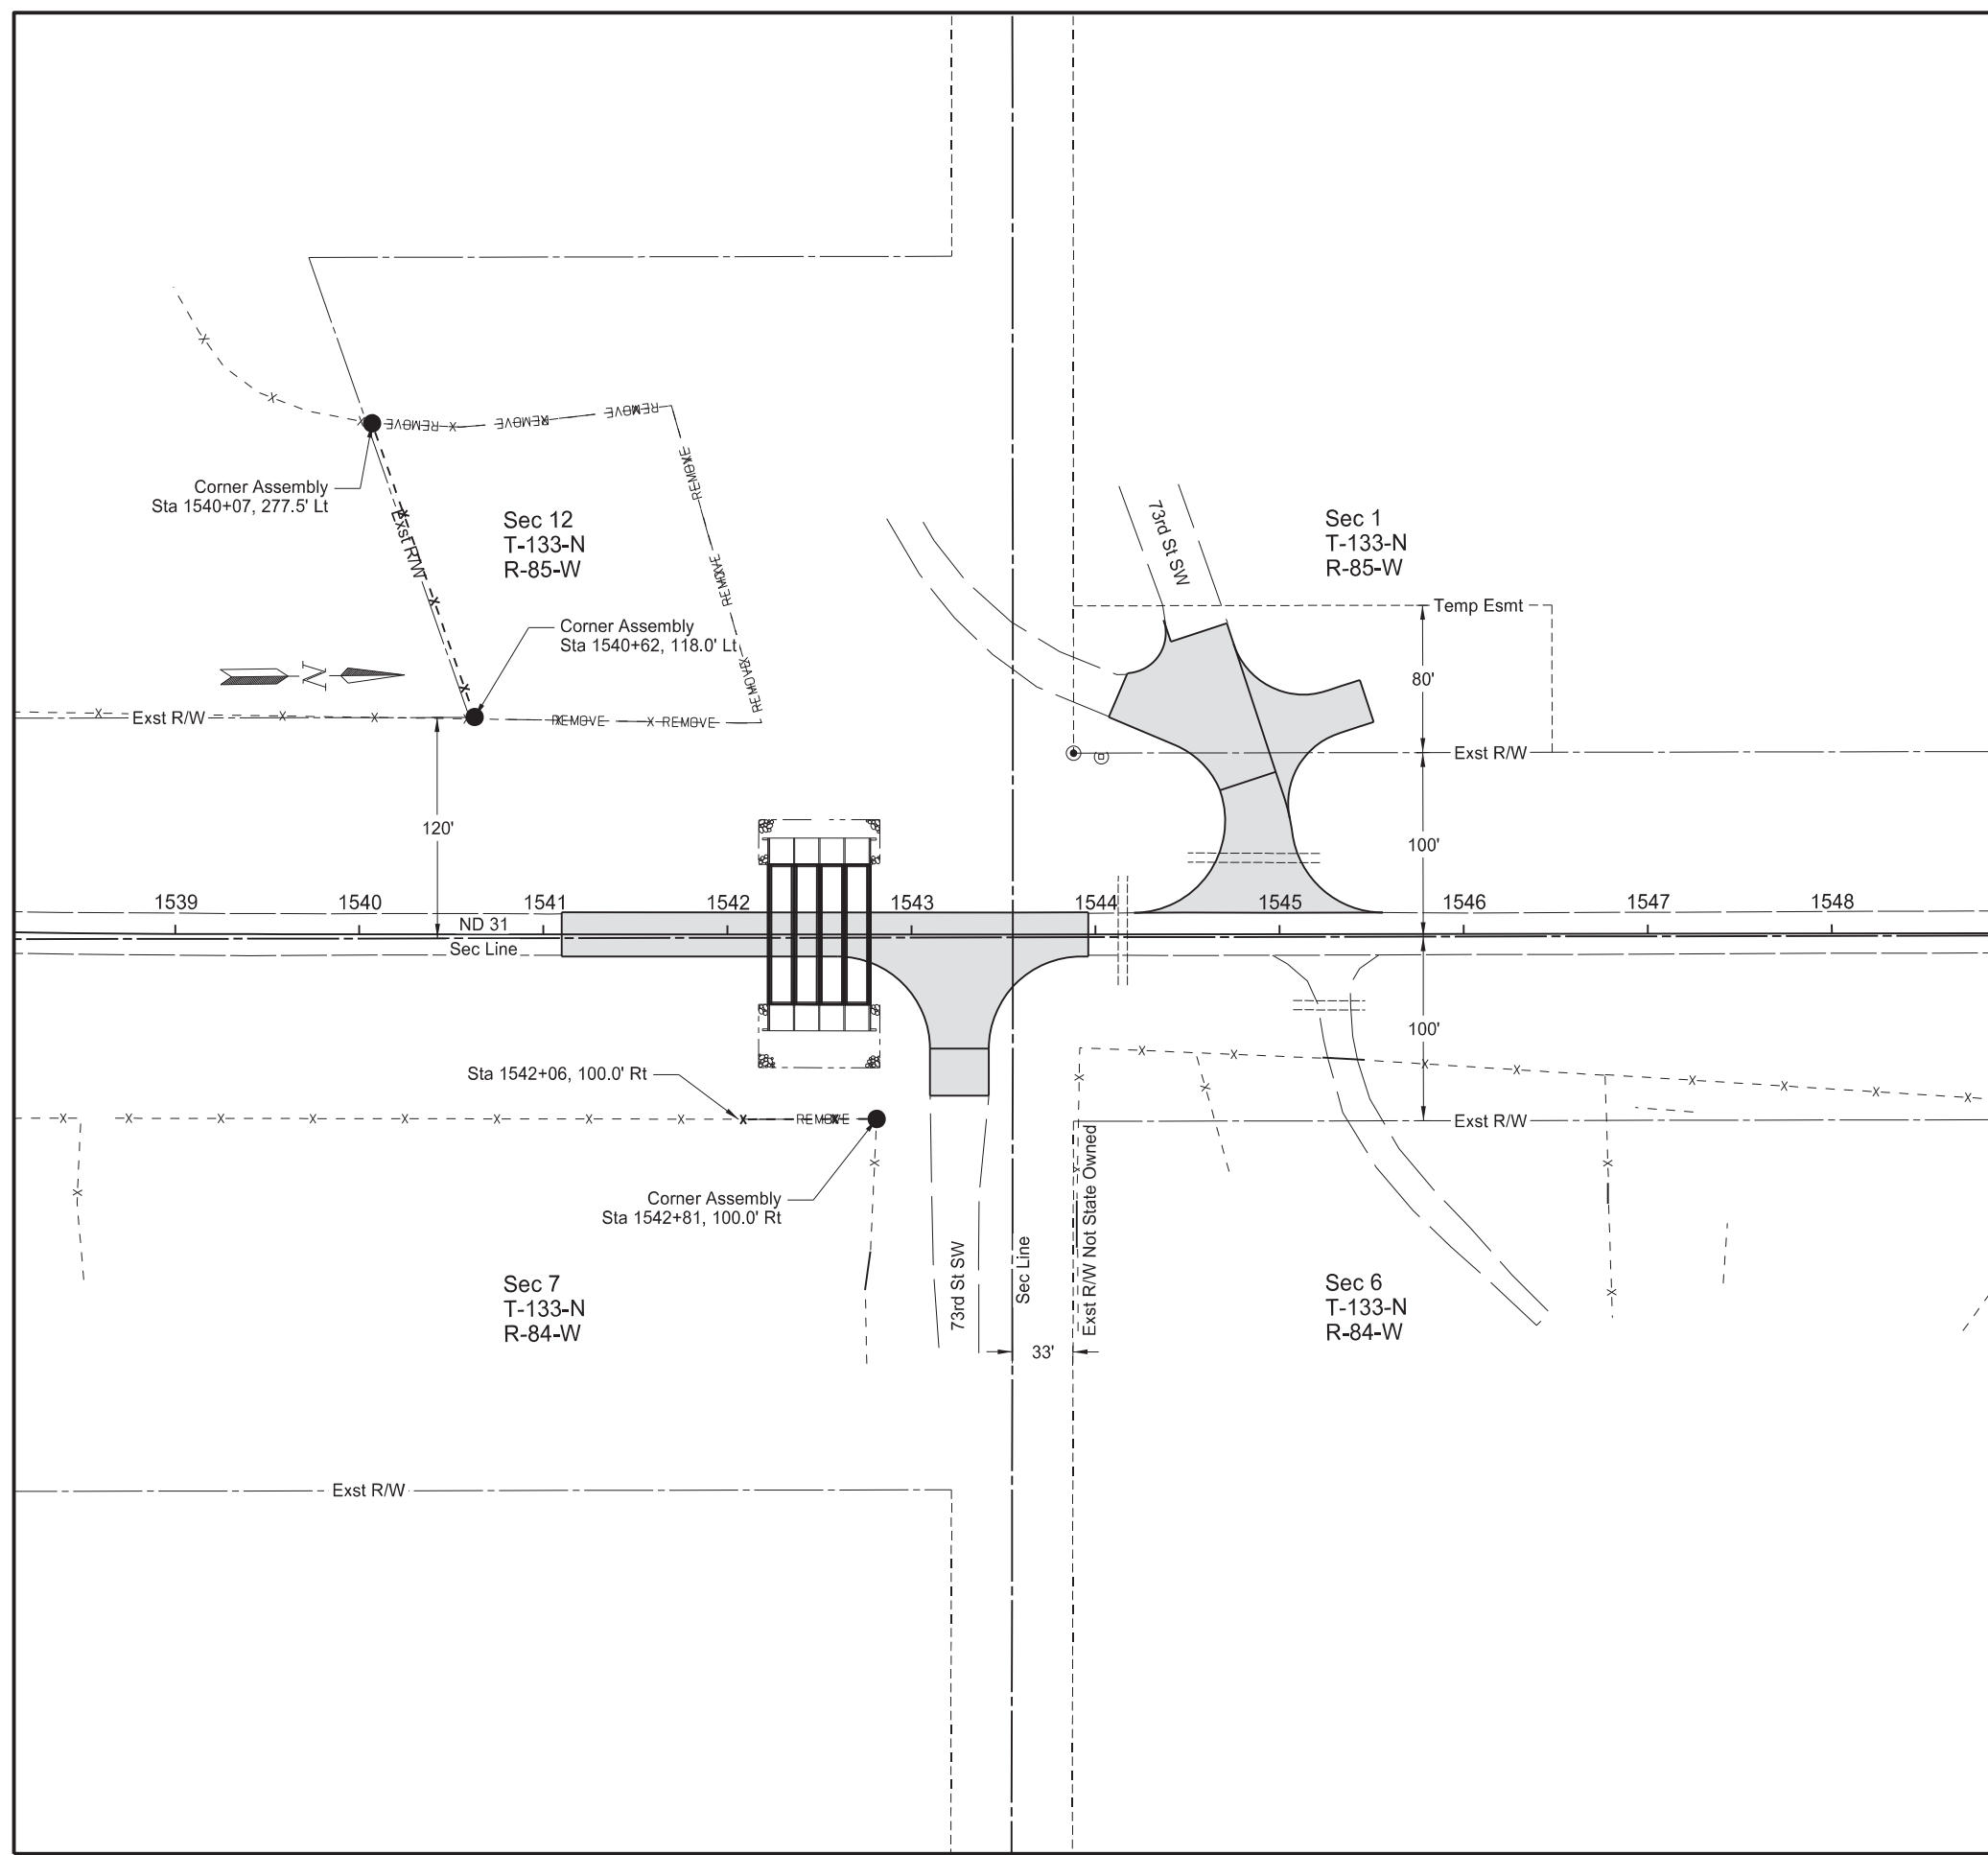 REMOVE
REMOVE
REMOVE
REMOVE
Corner Assembly
Sta 1540+07, 277.5' Lt
Exst R/W
Sec 12
T-133-N
R-85-W
REMOVE
REMOVE
REMOVE
REMOVE
73rd St SW
Sec 1
T-133-N
R-85-W
Temp Esmt
Corner Assembly
Sta 1540+62, 118.0' Lt
N
80'
Exst R/W
REMOVE
REMOVE
Exst R/W
120'
100'
1539
1540
1541
1542
1543
1544
1545
1546
1547
1548
ND 31
Sec Line
100'
Sta 1542+06, 100.0' Rt
REMOVE
Exst R/W
Corner Assembly
Sta 1542+81, 100.0' Rt
73rd St SW
Sec Line
Exst R/W Not State Owned
Sec 7
T-133-N
R-84-W
Sec 6
T-133-N
R-84-W
33'
Exst R/W